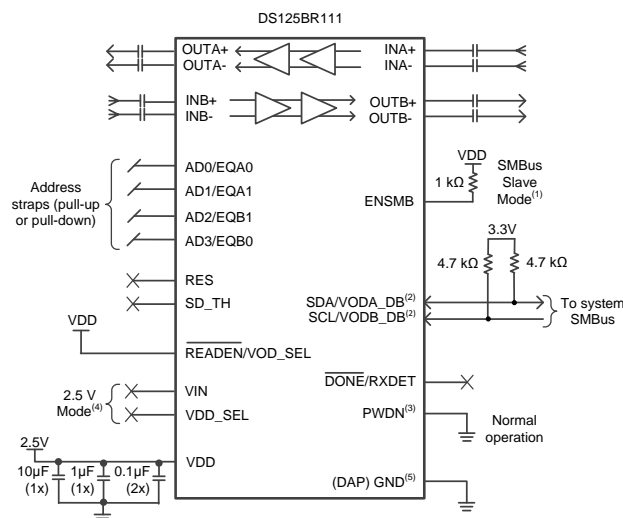 DS125BR111
OUTA+
OUTA-
INA+
INA-
INB+
INB-
OUTB+
OUTB-
Address
straps (pull-up
or pull-down)
AD0/EQA0
AD1/EQA1
AD2/EQB1
AD3/EQB0
VDD
1 kΩ
SMBus
Slave
Mode(1)
ENSMB
3.3V
4.7 kΩ
4.7 kΩ
RES
SD_TH
SDA/VODA_DB(2)
SCL/VODB_DB(2)
To system
SMBus
VDD
READEN/VOD_SEL
2.5 V
Mode(4)
VIN
VDD_SEL
DONE/RXDET
PWDN(3)
Normal
operation
2.5V
VDD
10µF
(1x)
1µF
(1x)
0.1µF
(2x)
(DAP) GND(5)